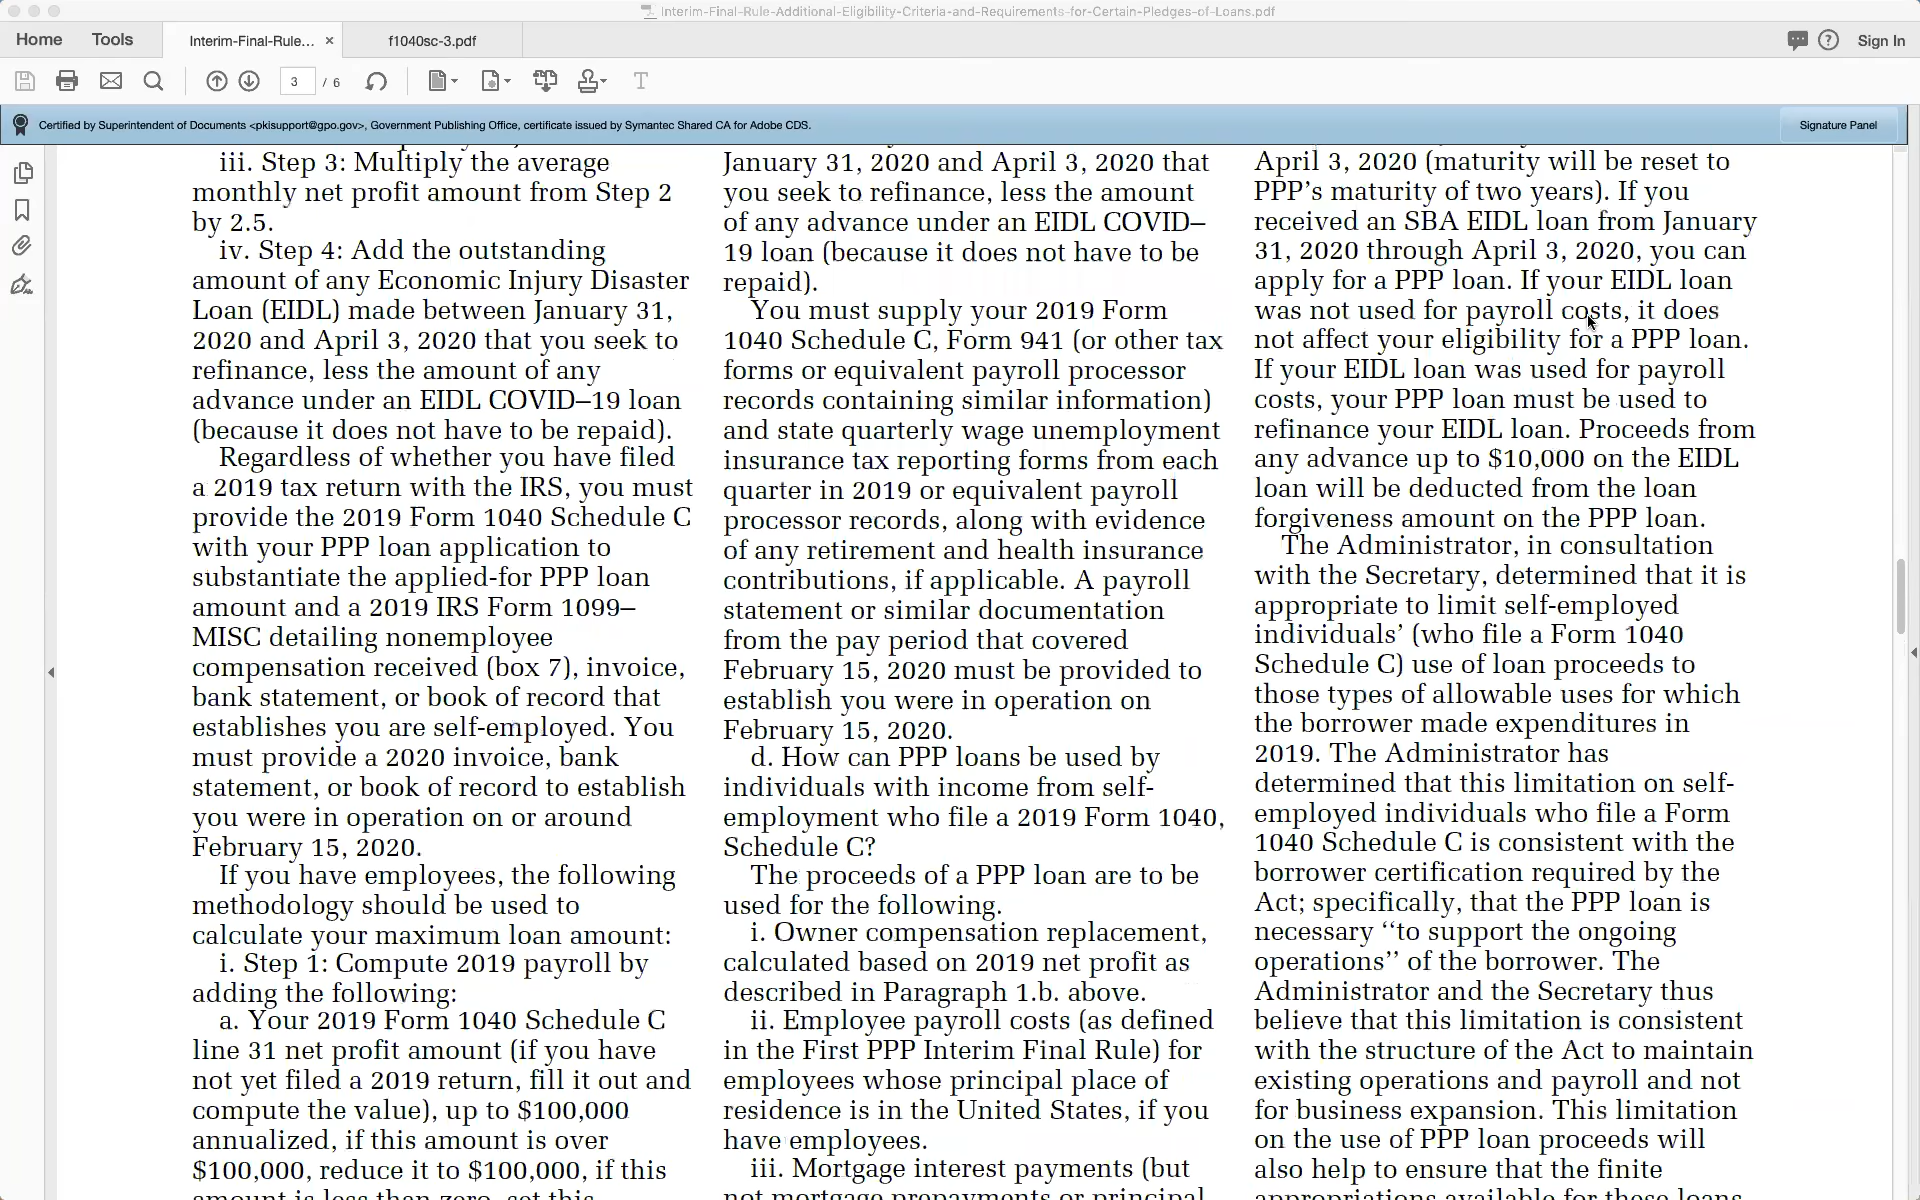 Interim-Final-Rule-Additional-Eligibility-Criteria-and-Requirements-for-Certain-Pledges-of-Loans.pdf
Home
Tools
Interim-Final-Rule... ×
f1040sc-3.pdf
Sign In
3 / 6
Certified by Superintendent of Documents <pkisupport@gpo.gov>, Government Publishing Office, certificate issued by Symantec Shared CA for Adobe CDS.
Signature Panel
iii. Step 3: Multiply the average
monthly net profit amount from Step 2
by 2.5.
iv. Step 4: Add the outstanding
amount of any Economic Injury Disaster
Loan (EIDL) made between January 31,
2020 and April 3, 2020 that you seek to
refinance, less the amount of any
advance under an EIDL COVID–19 loan
(because it does not have to be repaid).
Regardless of whether you have filed
a 2019 tax return with the IRS, you must
provide the 2019 Form 1040 Schedule C
with your PPP loan application to
substantiate the applied-for PPP loan
amount and a 2019 IRS Form 1099–
MISC detailing nonemployee
compensation received (box 7), invoice,
bank statement, or book of record that
establishes you are self-employed. You
must provide a 2020 invoice, bank
statement, or book of record to establish
you were in operation on or around
February 15, 2020.
If you have employees, the following
methodology should be used to
calculate your maximum loan amount:
i. Step 1: Compute 2019 payroll by
adding the following:
a. Your 2019 Form 1040 Schedule C
line 31 net profit amount (if you have
not yet filed a 2019 return, fill it out and
compute the value), up to $100,000
annualized, if this amount is over
$100,000, reduce it to $100,000, if this
amount is less than zero, set this
January 31, 2020 and April 3, 2020 that
you seek to refinance, less the amount
of any advance under an EIDL COVID–
19 loan (because it does not have to be
repaid).
You must supply your 2019 Form
1040 Schedule C, Form 941 (or other tax
forms or equivalent payroll processor
records containing similar information)
and state quarterly wage unemployment
insurance tax reporting forms from each
quarter in 2019 or equivalent payroll
processor records, along with evidence
of any retirement and health insurance
contributions, if applicable. A payroll
statement or similar documentation
from the pay period that covered
February 15, 2020 must be provided to
establish you were in operation on
February 15, 2020.
d. How can PPP loans be used by
individuals with income from self-
employment who file a 2019 Form 1040,
Schedule C?
The proceeds of a PPP loan are to be
used for the following.
i. Owner compensation replacement,
calculated based on 2019 net profit as
described in Paragraph 1.b. above.
ii. Employee payroll costs (as defined
in the First PPP Interim Final Rule) for
employees whose principal place of
residence is in the United States, if you
have employees.
iii. Mortgage interest payments (but
not mortgage prepayments or principal
April 3, 2020 (maturity will be reset to
PPP’s maturity of two years). If you
received an SBA EIDL loan from January
31, 2020 through April 3, 2020, you can
apply for a PPP loan. If your EIDL loan
was not used for payroll costs, it does
not affect your eligibility for a PPP loan.
If your EIDL loan was used for payroll
costs, your PPP loan must be used to
refinance your EIDL loan. Proceeds from
any advance up to $10,000 on the EIDL
loan will be deducted from the loan
forgiveness amount on the PPP loan.
The Administrator, in consultation
with the Secretary, determined that it is
appropriate to limit self-employed
individuals’ (who file a Form 1040
Schedule C) use of loan proceeds to
those types of allowable uses for which
the borrower made expenditures in
2019. The Administrator has
determined that this limitation on self-
employed individuals who file a Form
1040 Schedule C is consistent with the
borrower certification required by the
Act; specifically, that the PPP loan is
necessary ‘‘to support the ongoing
operations’’ of the borrower. The
Administrator and the Secretary thus
believe that this limitation is consistent
with the structure of the Act to maintain
existing operations and payroll and not
for business expansion. This limitation
on the use of PPP loan proceeds will
also help to ensure that the finite
appropriations available for these loans